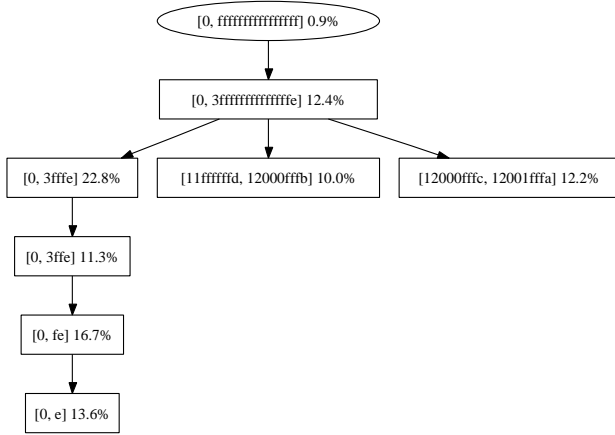 [0, ffffffffffffffff] 0.9%
[0, 3ffffffffffffffe] 12.4%
[0, 3fffe] 22.8%
[11ffffffd, 12000fffb] 10.0%
[12000fffc, 12001fffa] 12.2%
[0, 3ffe] 11.3%
[0, fe] 16.7%
[0, e] 13.6%